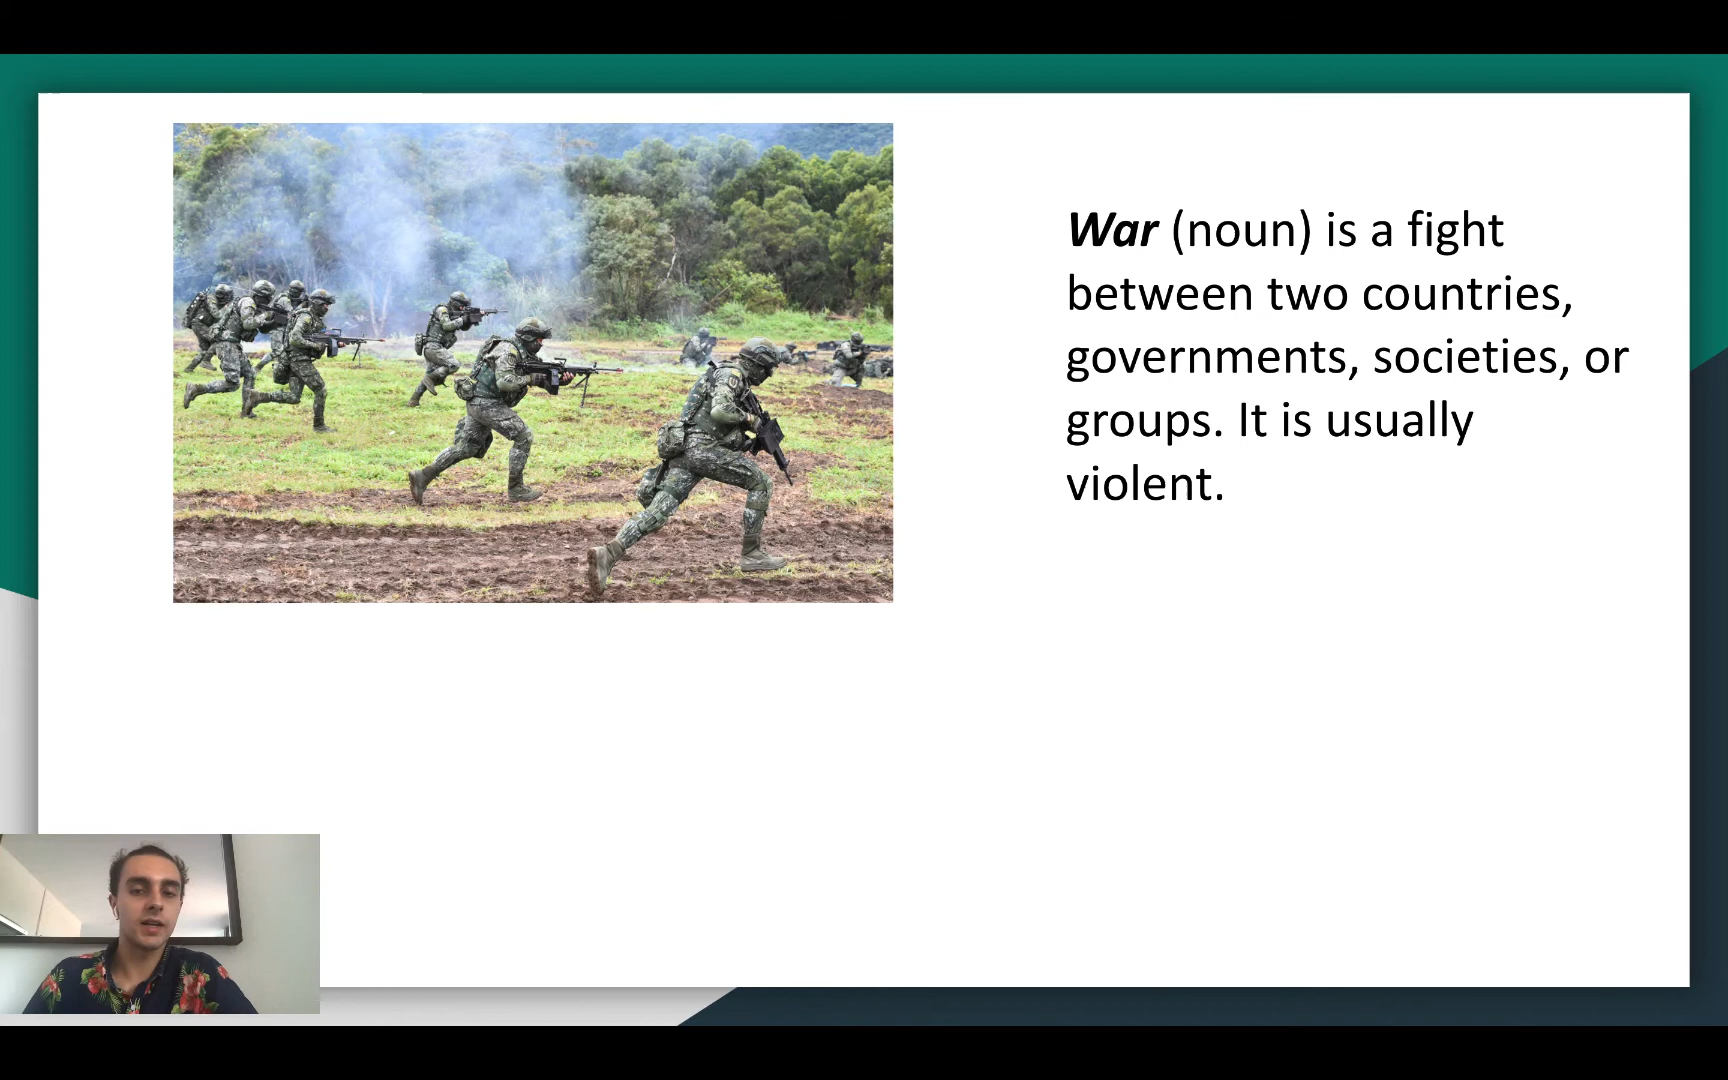 War (noun) is a fight
between two countries,
governments, societies, or
groups. It is usually
violent.